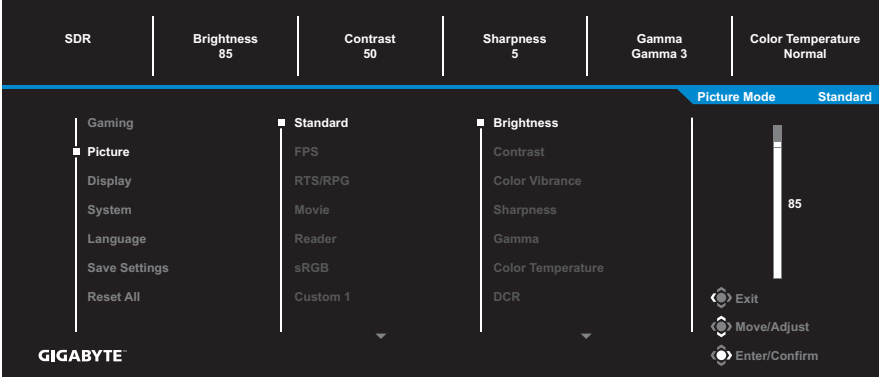 SDR
Brightness
85
Contrast
50
Sharpness
5
Gamma
Gamma 3
Color Temperature
Normal
Picture Mode Standard
Gaming
Picture
Display
System
Language
Save Settings
Reset All
Standard
FPS
RTS/RPG
Movie
Reader
sRGB
Custom 1
Brightness
Contrast
Color Vibrance
Sharpness
Gamma
Color Temperature
DCR
85
Exit
Move/Adjust
Enter/Confirm
GIGABYTE